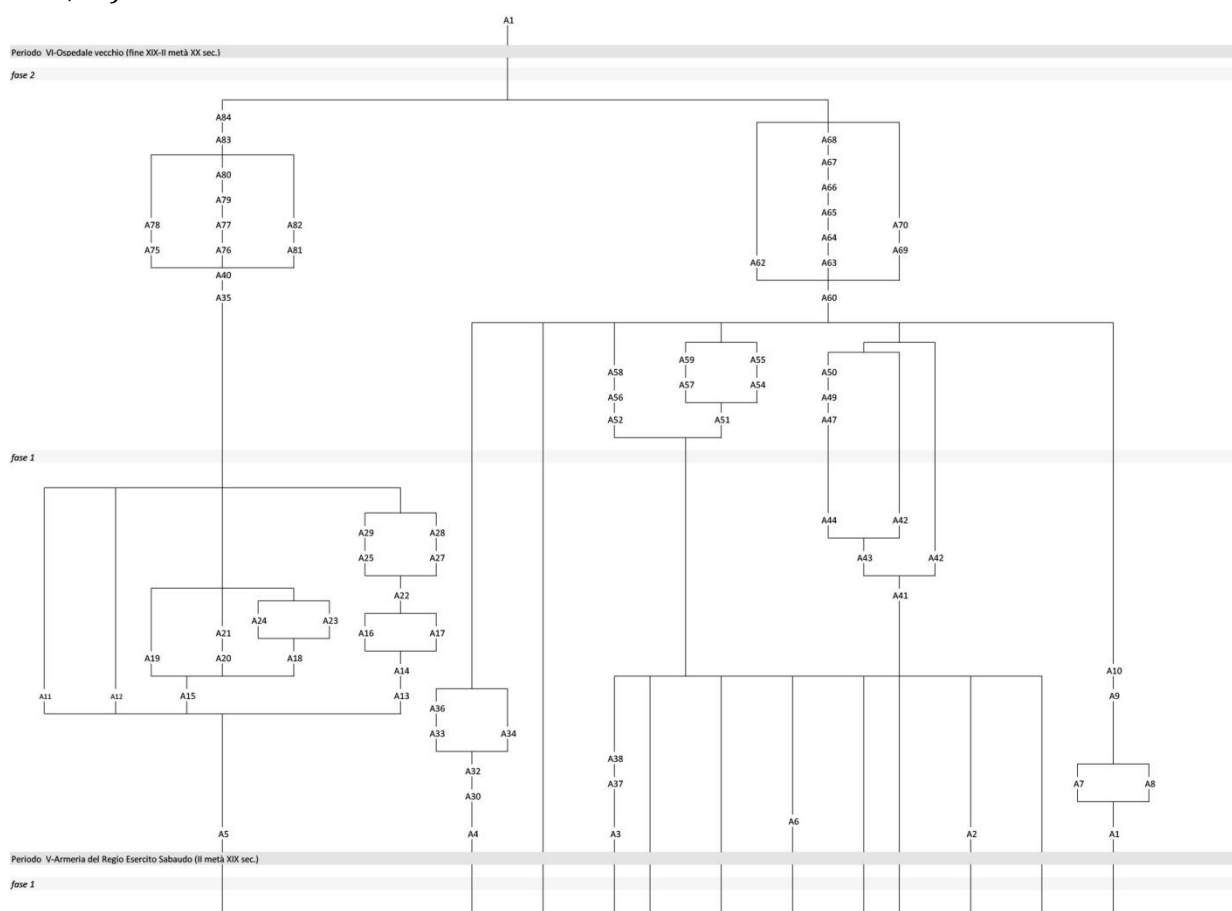 A1
Periodo VI-Ospedale vecchio (fine XIX-II metà XX sec.)
fase 2
A84
A83 A68
A67
A80 A66
A79 A65
A78 A77 A82 A70
A64
A75 A76 A81 A69
A62 A63
A40
A35 A60
A59 A55
A58 A50
A57 A54
A56 A49
A52 A51 A47
fase 1
A44 A42
A29 A28
A25 A27 A43 A42
A22 A41
A24 A23
A21 A16 A17
A19 A20 A18
A14 A10
A11 A12 A15 A13 A9
A36
A33 A34
A38
A32
A37 A7 A8
A30
A6
A5 A4 A3 A2 A1
Periodo V-Armeria del Regio Esercito Sabaudo (II metà XIX sec.)
fase 1